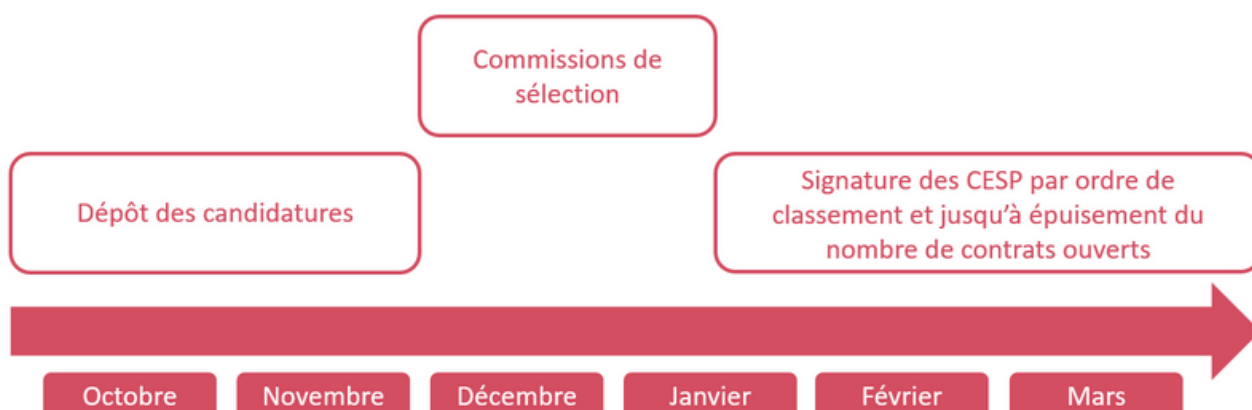 Commissions de
sélection
Dépôt des candidatures
Signature des CESP par ordre de
classement et jusqu’à épuisement du
nombre de contrats ouverts
Octobre
Novembre
Décembre
Janvier
Février
Mars